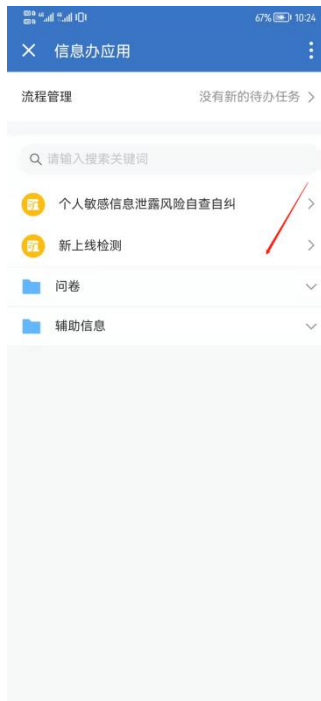 67% 10:24
信息办应用
流程管理 没有新的待办任务
请输入搜索关键词
个人敏感信息泄露风险自查自纠
新上线检测
问卷
辅助信息